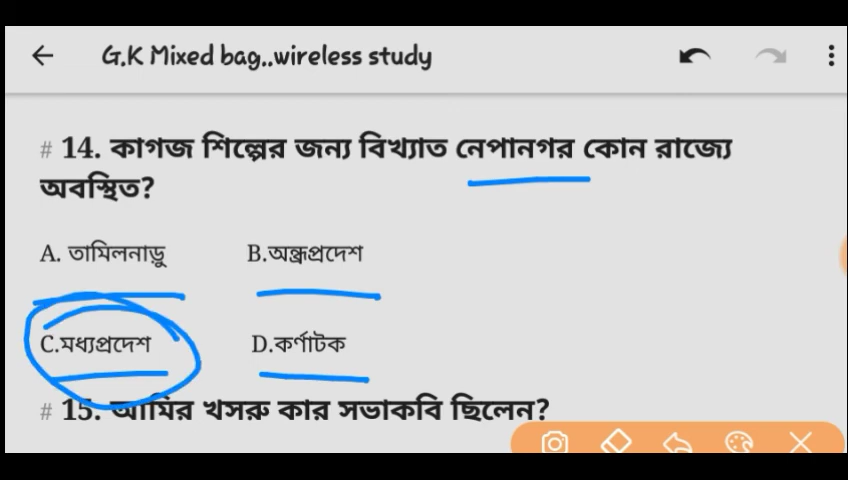 G.K Mixed bag..wireless study
# 14. কাগজ শিল্পের জন্য বিখ্যাত নেপানগর কোন রাজ্যে
অবস্থিত?
A. তামিলনাড়ু B.অন্ধ্রপ্রদেশ
C.মধ্যপ্রদেশ D.কর্ণাটক
# 15. আমির খসরু কার সভাকবি ছিলেন?